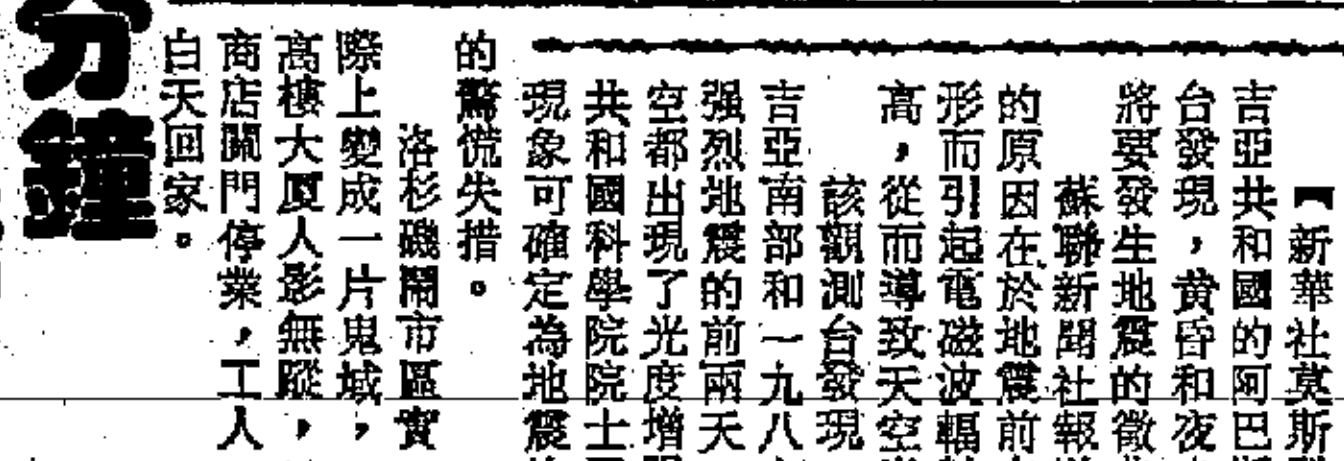 【新華社莫斯
吉亞共和國的阿巴
台發現，黄昏和夜
將要發生地震的徵
蘇聯新聞社報
的原因在於地震前
形而引起電磁波輻
高，從而導致天空
該觀測台發現
吉亞南部和一九八
强烈地震的前兩天
空都出現了光度增
共和國科學院院士
現象可確定為地震
的驚慌失措。
洛杉磯鬧市區實
際上變成一片鬼域，
高樓大厦人影無蹤，
商店關門停業，工人
白天回家。
分鐘